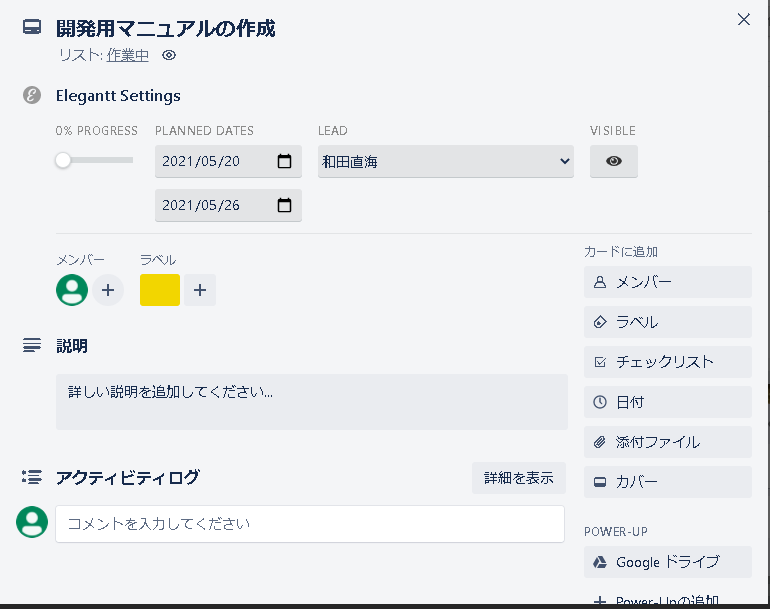 開発用マニュアルの作成
リスト: 作業中
Elegantt Settings
0% PROGRESS PLANNED DATES LEAD VISIBLE
2021/05/20 和田直海
2021/05/26
メンバー ラベル
説明
詳しい説明を追加してください...
アクティビティログ 詳細を表示
コメントを入力してください
カードに追加
メンバー
ラベル
チェックリスト
日付
添付ファイル
カバー
POWER-UP
Google ドライブ
Power-Upの追加